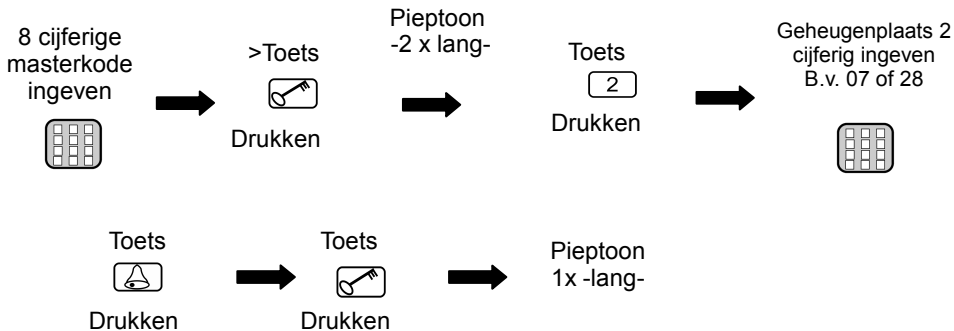 8 cijferige
masterkode
ingeven
>Toets
Drukken
Pieptoon
-2 x lang-
Toets
2
Drukken
Geheugenplaats 2
cijferig ingeven
B.v. 07 of 28
Toets
Drukken
Toets
Drukken
Pieptoon
1x -lang-